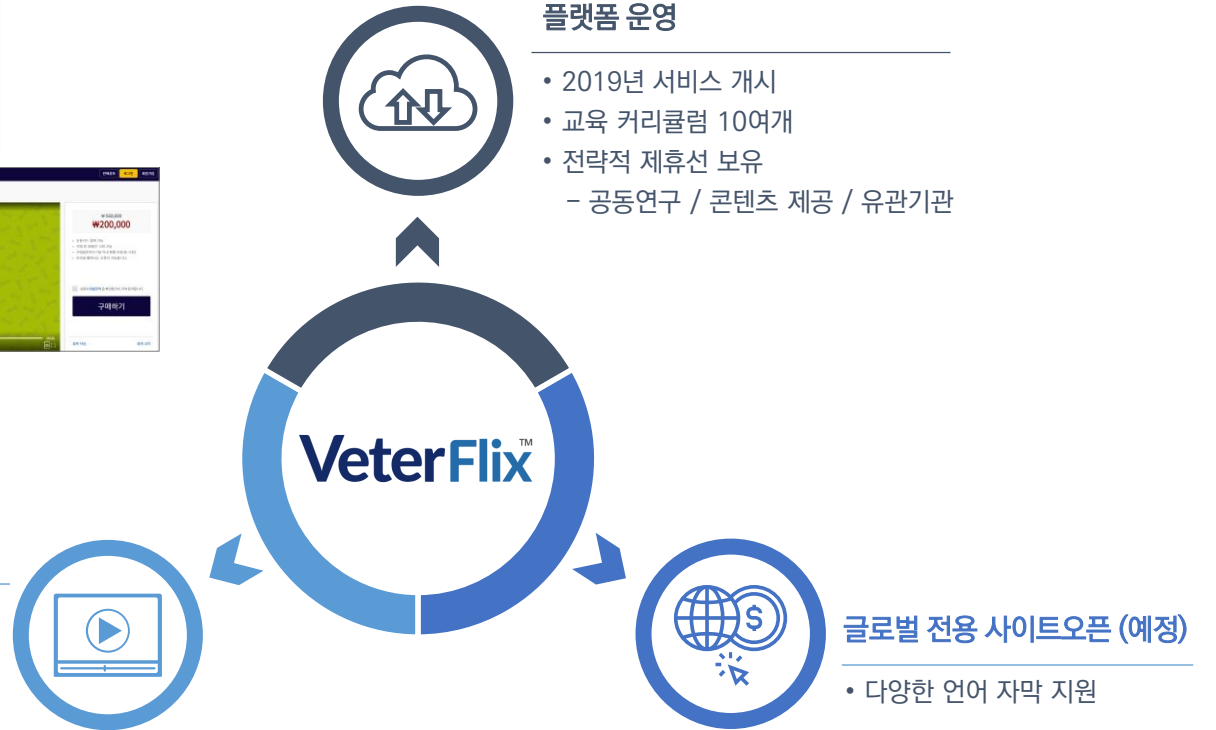 플랫폼 운영
• 2019년 서비스 개시
• 교육 커리큘럼 10여개
• 전략적 제휴선 보유
- 공동연구 / 콘텐츠 제공 / 유관기관
₩200,000
구매하기
VeterFlix™
글로벌 전용 사이트오픈 (예정)
• 다양한 언어 자막 지원